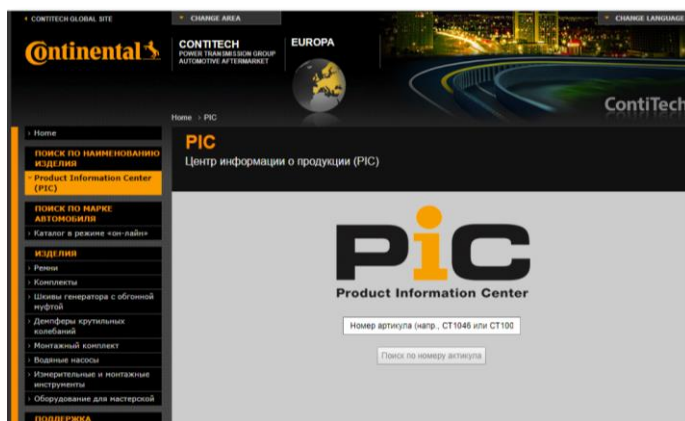 CONTITECH GLOBAL SITE
CHANGE AREA
CHANGE LANGUAGE
Continental
CONTITECH
POWER TRANSMISSION GROUP
AUTOMOTIVE AFTERMARKET
EUROPA
ContiTech
Home > PIC
Home
PIC
Центр информации о продукции (PIC)
ПОИСК ПО НАИМЕНОВАНИЮ
ИЗДЕЛИЯ
Product Information Center
(PIC)
ПОИСК ПО МАРКЕ
АВТОМОБИЛЯ
Каталог в режиме «он-лайн»
ИЗДЕЛИЯ
Ремни
Комплекты
Шкивы генератора с обгонной
муфтой
Демпферы крутильных
колебаний
Монтажный комплект
Водяные насосы
Измерительные и монтажные
инструменты
Оборудование для мастерской
ПОДДЕРЖКА
PiC
Product Information Center
Номер артикула (напр., CT1046 или CT100
Поиск по номеру актикула